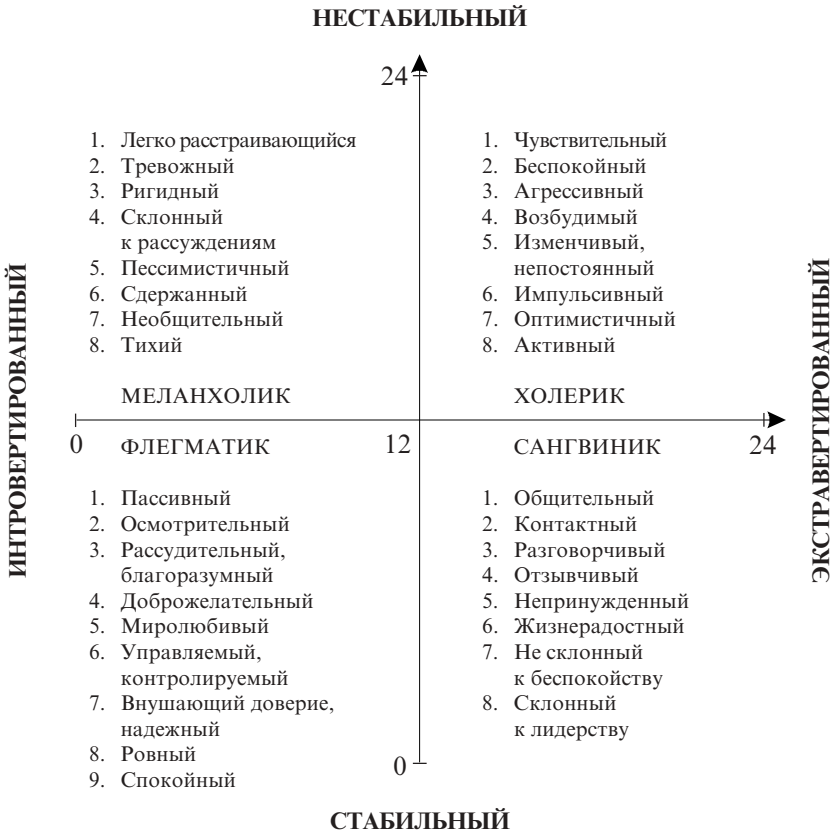 НЕСТАБИЛЬНЫЙ
24
1. Легко расстраивающийся
2. Тревожный
3. Ригидный
4. Склонный
к рассуждениям
5. Пессимистичный
6. Сдержанный
7. Необщительный
8. Тихий
МЕЛАНХОЛИК
1. Чувствительный
2. Беспокойный
3. Агрессивный
4. Возбудимый
5. Изменчивый,
непостоянный
6. Импульсивный
7. Оптимистичный
8. Активный
ХОЛЕРИК
ИНТРОВЕРТИРОВАННЫЙ
ЭКСТРАВЕРТИРОВАННЫЙ
0
12
24
ФЛЕГМАТИК
1. Пассивный
2. Осмотрительный
3. Рассудительный,
благоразумный
4. Доброжелательный
5. Миролюбивый
6. Управляемый,
контролируемый
7. Внушающий доверие,
надежный
8. Ровный
9. Спокойный
САНГВИНИК
1. Общительный
2. Контактный
3. Разговорчивый
4. Отзывчивый
5. Непринужденный
6. Жизнерадостный
7. Не склонный
к беспокойству
8. Склонный
к лидерству
0
СТАБИЛЬНЫЙ